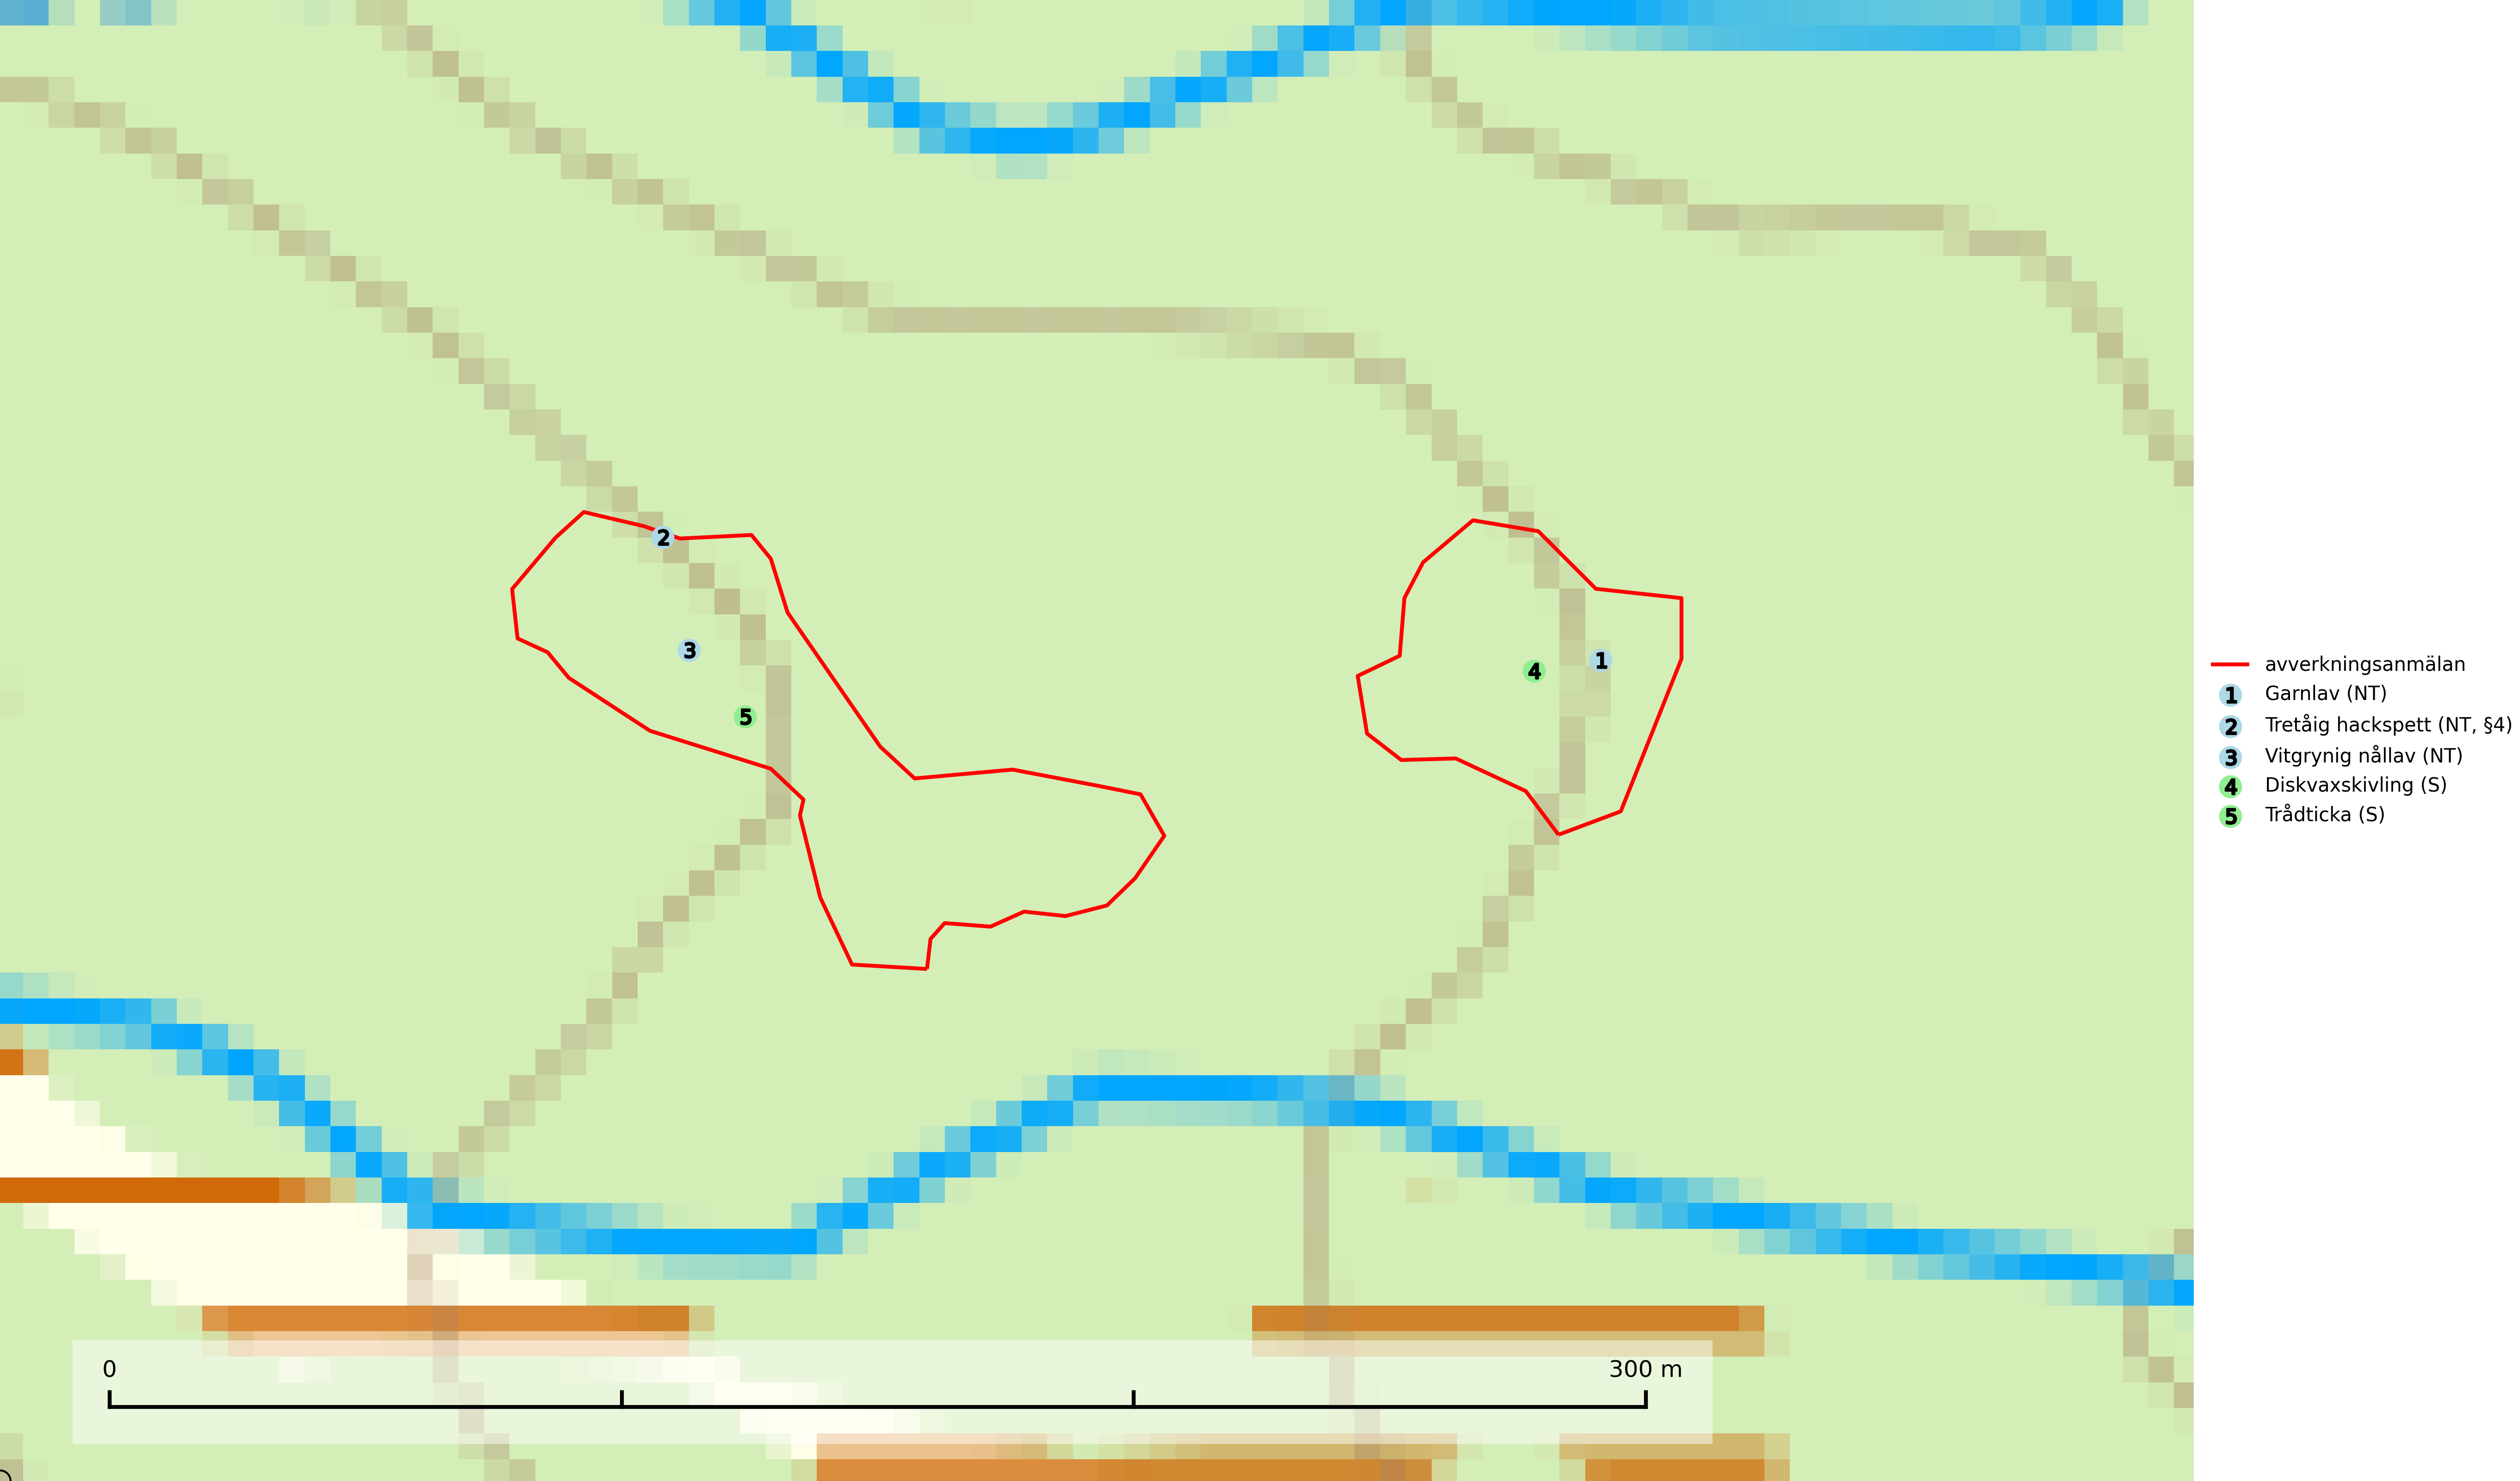 2
3
5
4
1
avverkningsanmälan
1 Garnlav (NT)
2 Tretåig hackspett (NT, §4)
3 Vitgrynig nållav (NT)
4 Diskvaxskivling (S)
5 Trådticka (S)
0 300 m